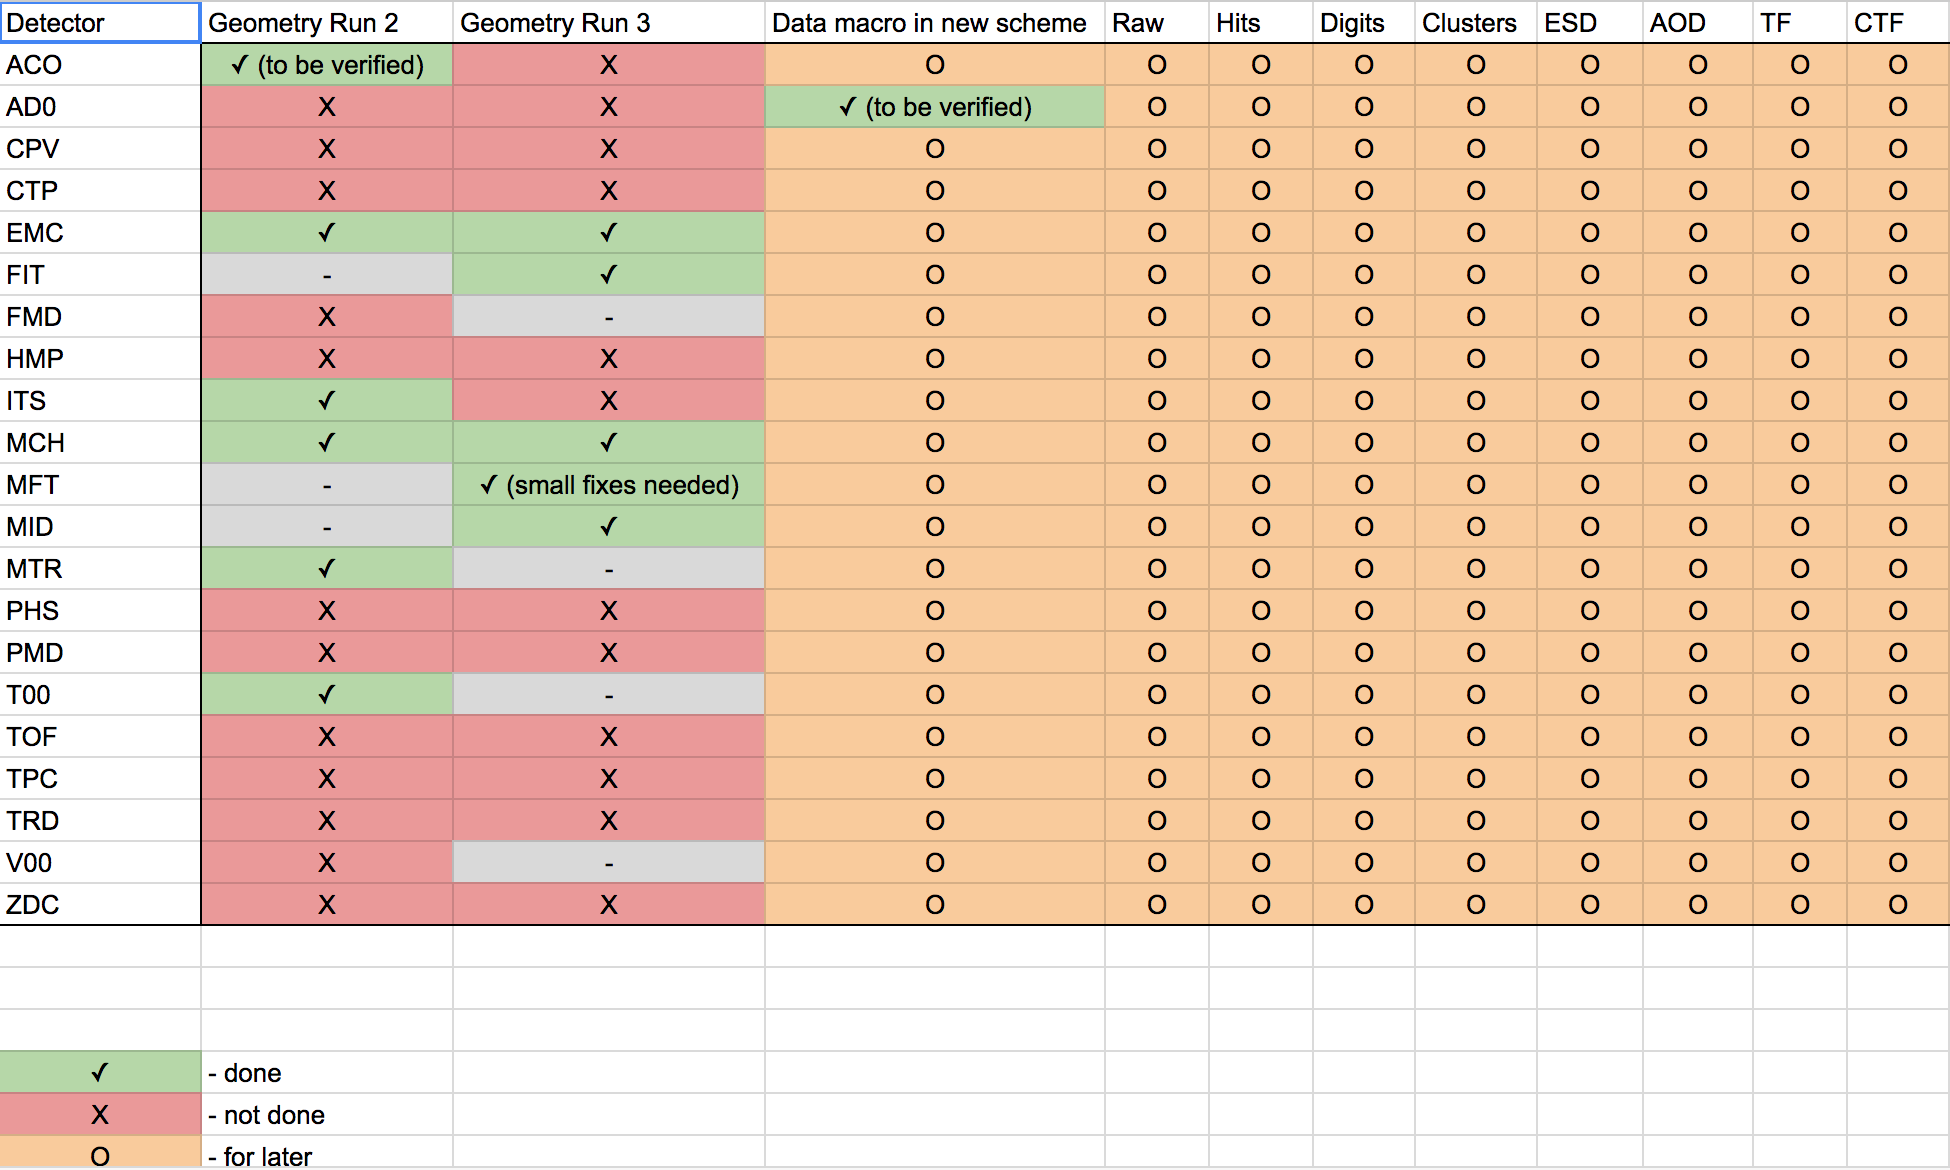 Detector Geometry Run 2 Geometry Run 3 Data macro in new scheme Raw Hits Digits Clusters ESD AOD TF CTF
ACO ✓ (to be verified) X O O O O O O O O O
AD0 X X ✓ (to be verified) O O O O O O O O
CPV X X O O O O O O O O O
CTP X X O O O O O O O O O
EMC ✓ ✓ O O O O O O O O O
FIT - ✓ O O O O O O O O O
FMD X - O O O O O O O O O
HMP X X O O O O O O O O O
ITS ✓ X O O O O O O O O O
MCH ✓ ✓ O O O O O O O O O
MFT - ✓ (small fixes needed) O O O O O O O O O
MID - ✓ O O O O O O O O O
MTR ✓ - O O O O O O O O O
PHS X X O O O O O O O O O
PMD X X O O O O O O O O O
T00 ✓ - O O O O O O O O O
TOF X X O O O O O O O O O
TPC X X O O O O O O O O O
TRD X X O O O O O O O O O
V00 X - O O O O O O O O O
ZDC X X O O O O O O O O O
✓ - done
X - not done
O - for later